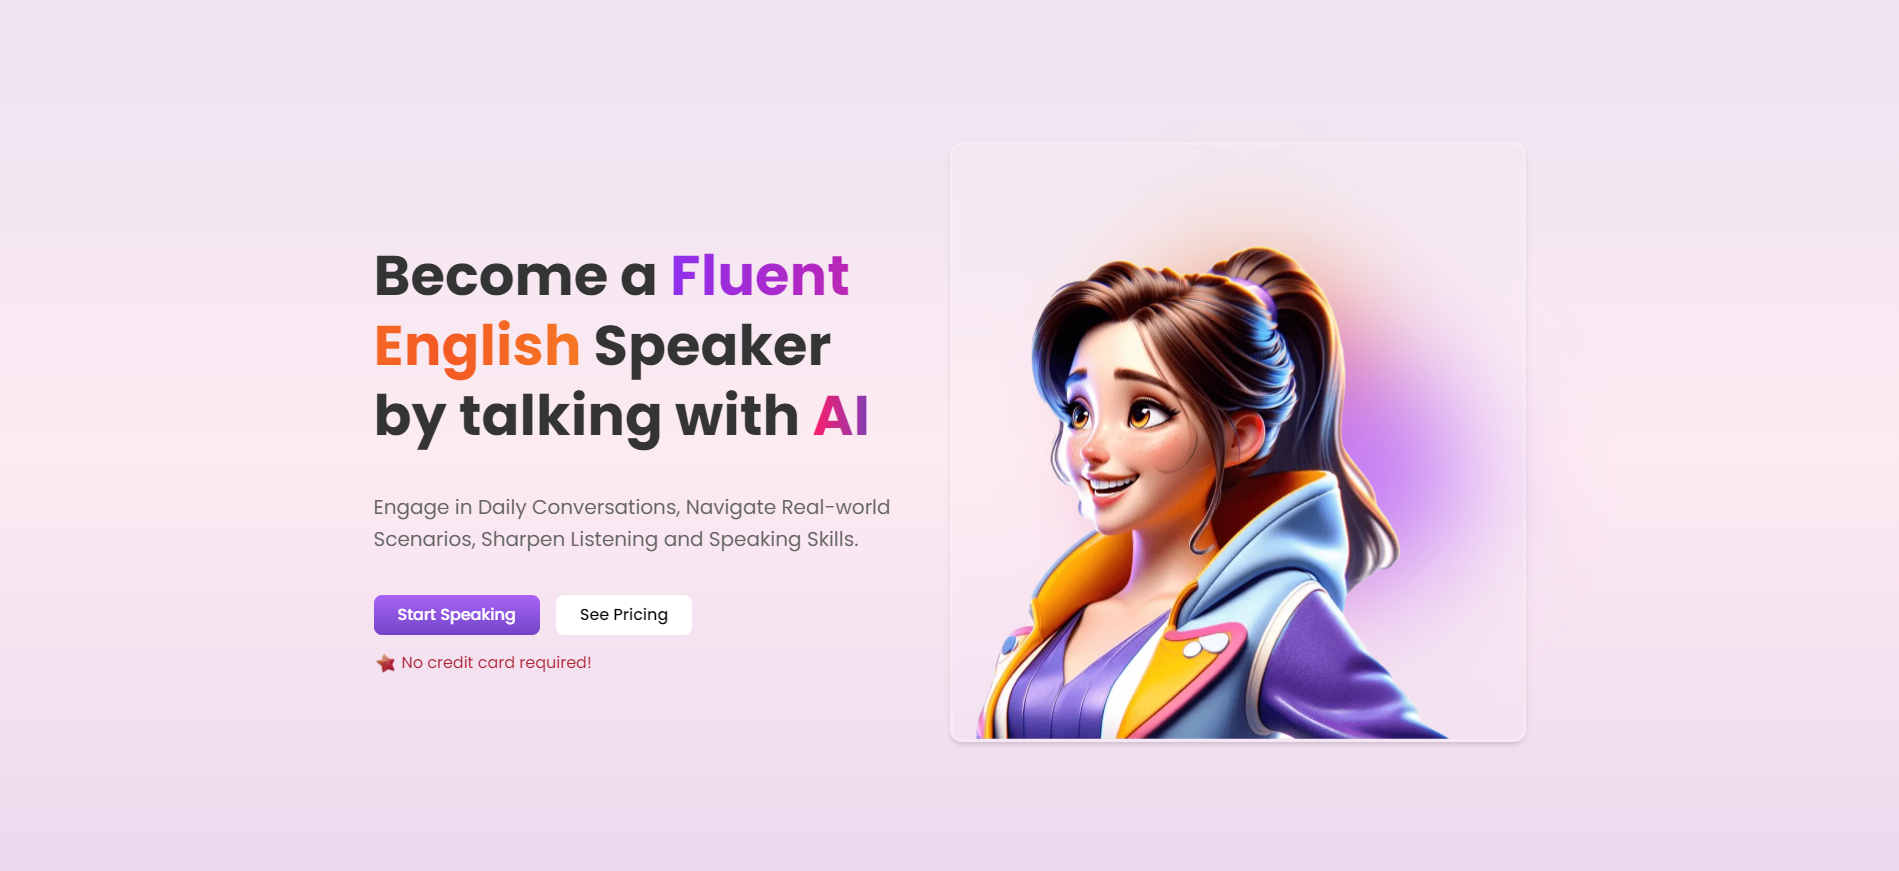 Become a Fluent
English Speaker
by talking with AI
Engage in Daily Conversations, Navigate Real-world
Scenarios, Sharpen Listening and Speaking Skills.
Start Speaking
See Pricing
No credit card required!